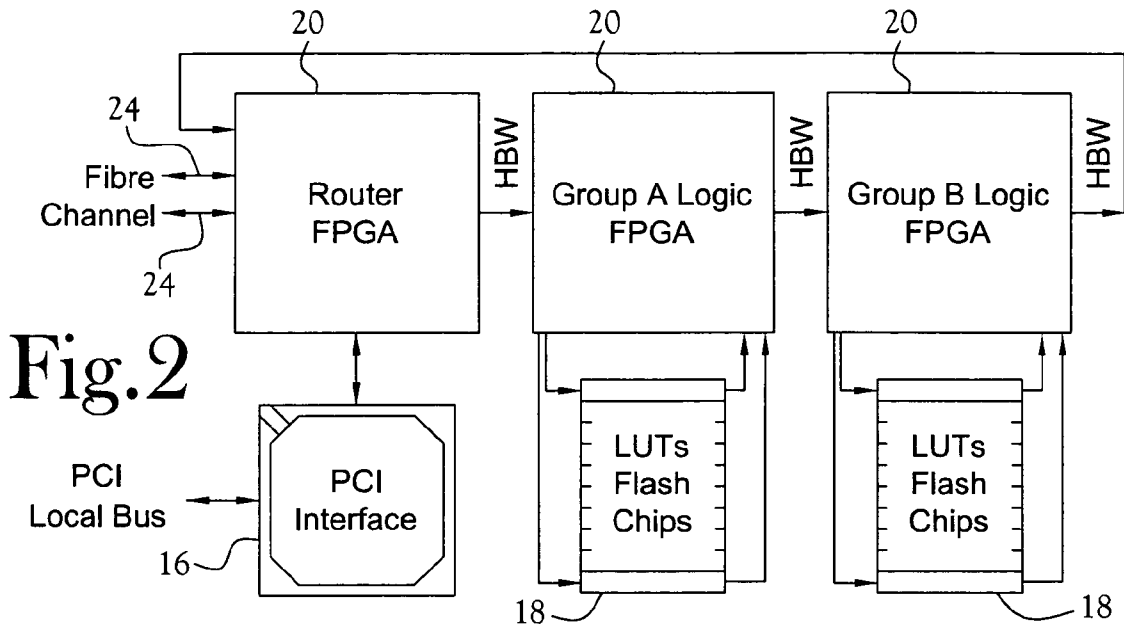 20
20
20
24
Fibre
Channel
24
Router
FPGA
HBW
Group A Logic
FPGA
HBW
Group B Logic
FPGA
HBW
Fig.2
PCI
Local Bus
16
PCI
Interface
LUTs
Flash
Chips
18
LUTs
Flash
Chips
18